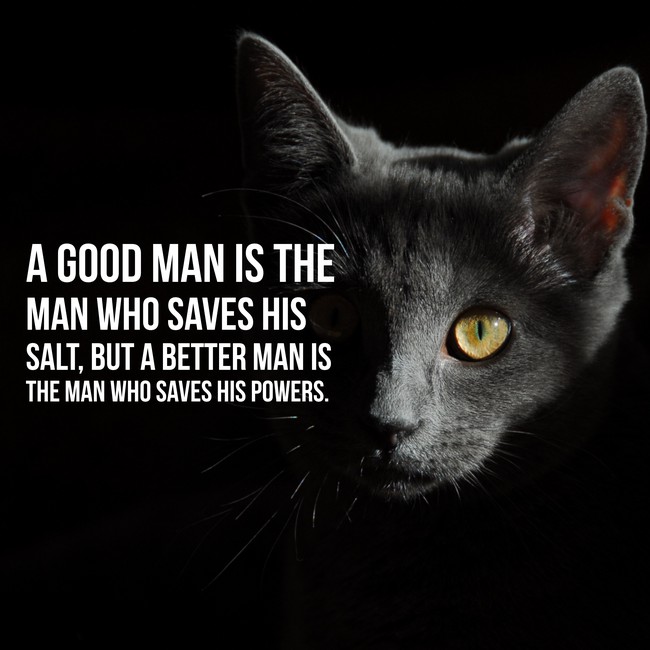 A GOOD MAN IS THE
MAN WHO SAVES HIS
SALT, BUT A BETTER MAN IS
THE MAN WHO SAVES HIS POWERS.